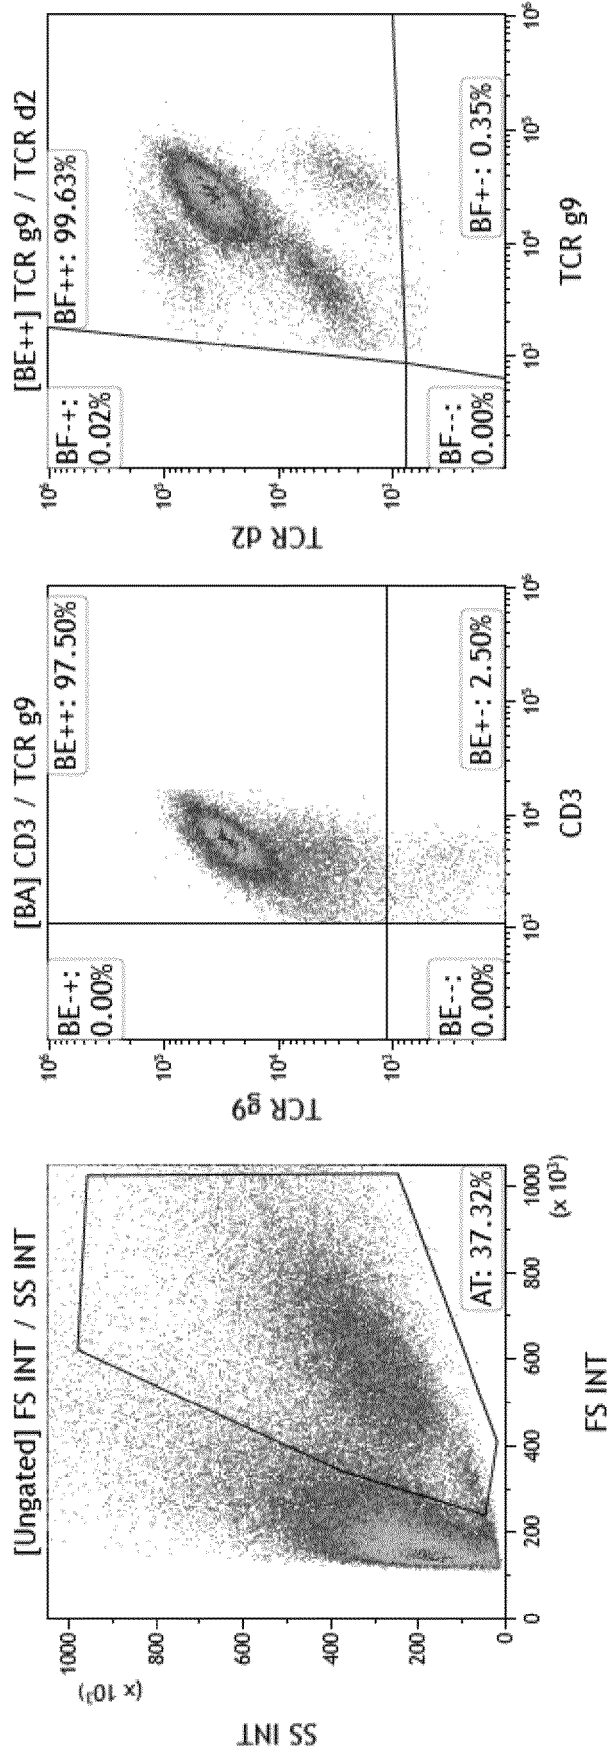 [Ungated] FS INT / SS INT
SS INT
(x 10³)
1000
800
600
400
200
0
AT: 37.32%
0
200
400
600
800
1000
(x 10³)
FS INT
[BA] CD3 / TCR g9
TCR g9
10⁶
10⁵
10⁴
10³
BE-+:
0.00%
BE++: 97.50%
BE--:
0.00%
BE+-: 2.50%
10³
10⁴
10⁵
10⁶
CD3
[BE++] TCR g9 / TCR d2
TCR d2
10⁶
10⁵
10⁴
10³
BF-+:
0.02%
BF++: 99.63%
BF--:
0.00%
BF+-: 0.35%
10³
10⁴
10⁵
10⁶
TCR g9